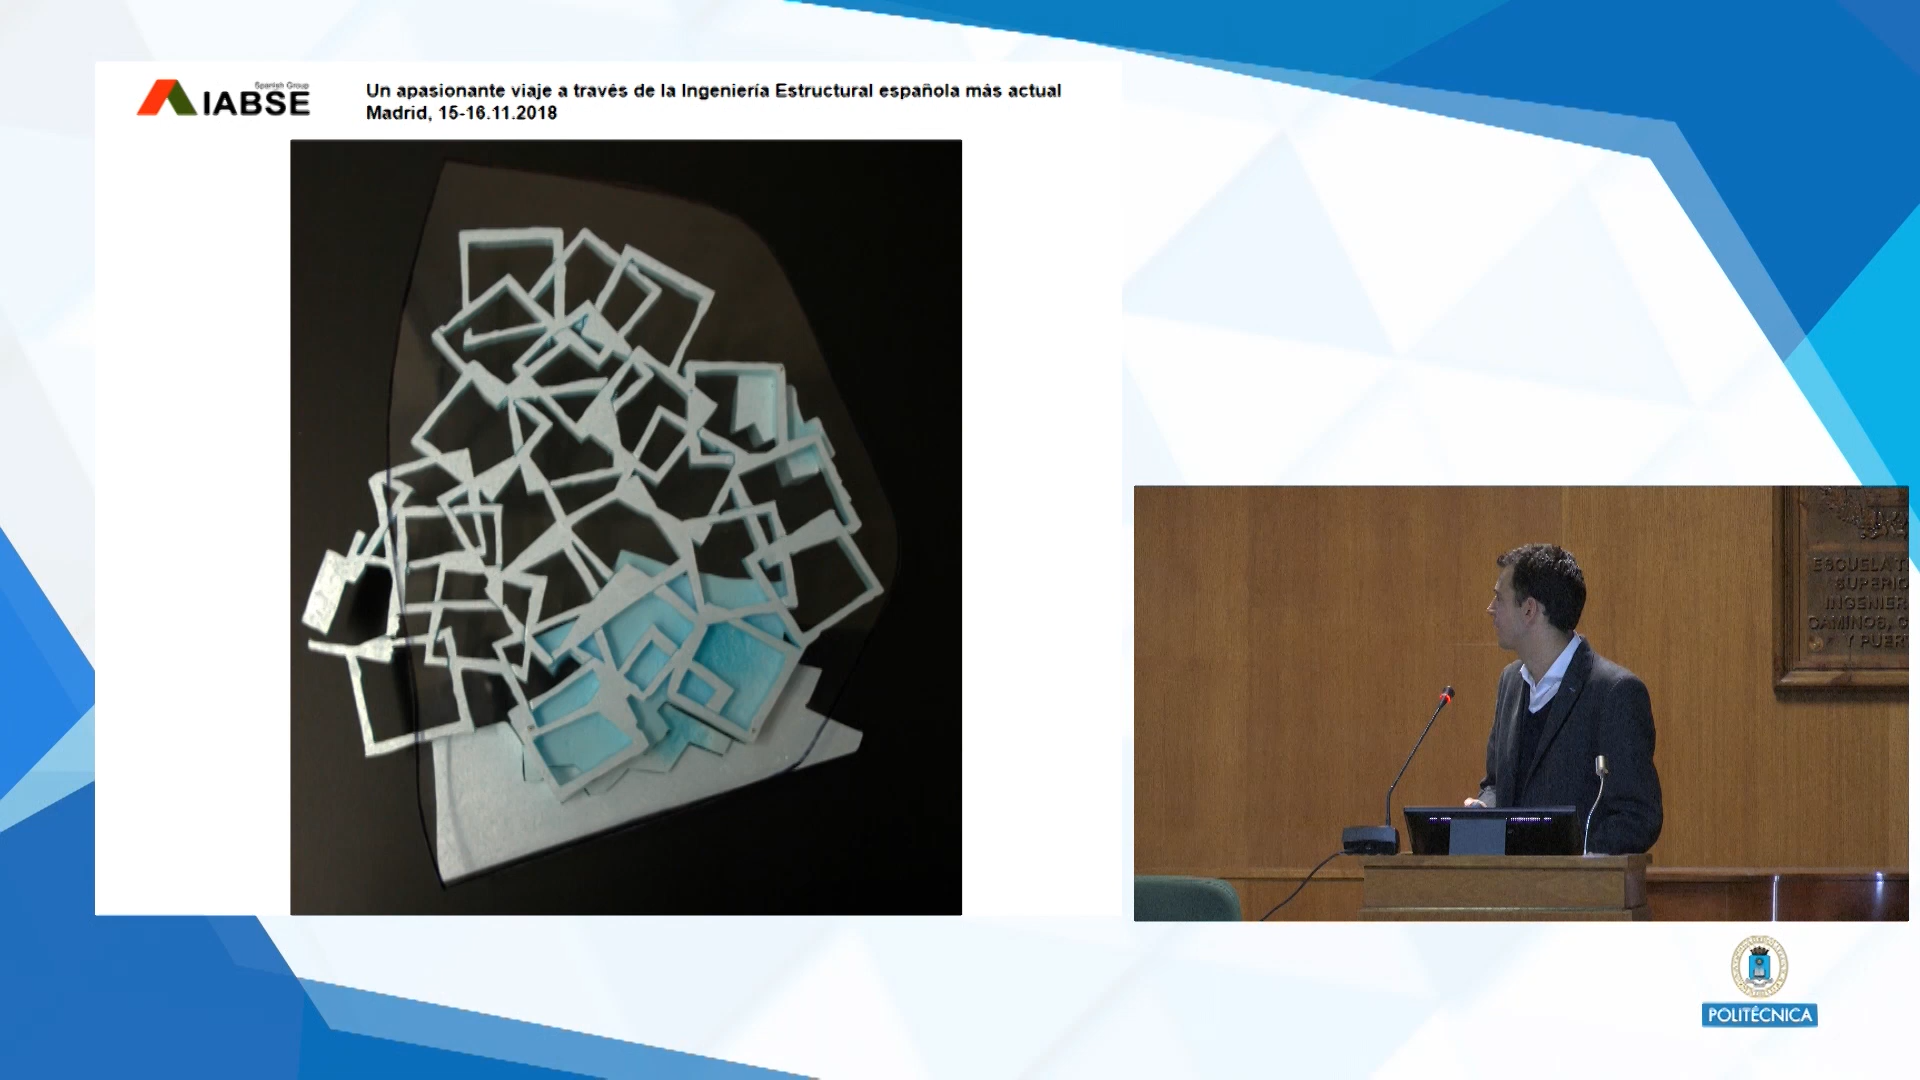 Spanish Group
IABSE
Un apasionante viaje a través de la Ingeniería Estructural española más actual
Madrid, 15-16.11.2018
ESCUELA T
SUPERIO
INGENIER
CAMINOS, C
Y PUER
POLITÉCNICA